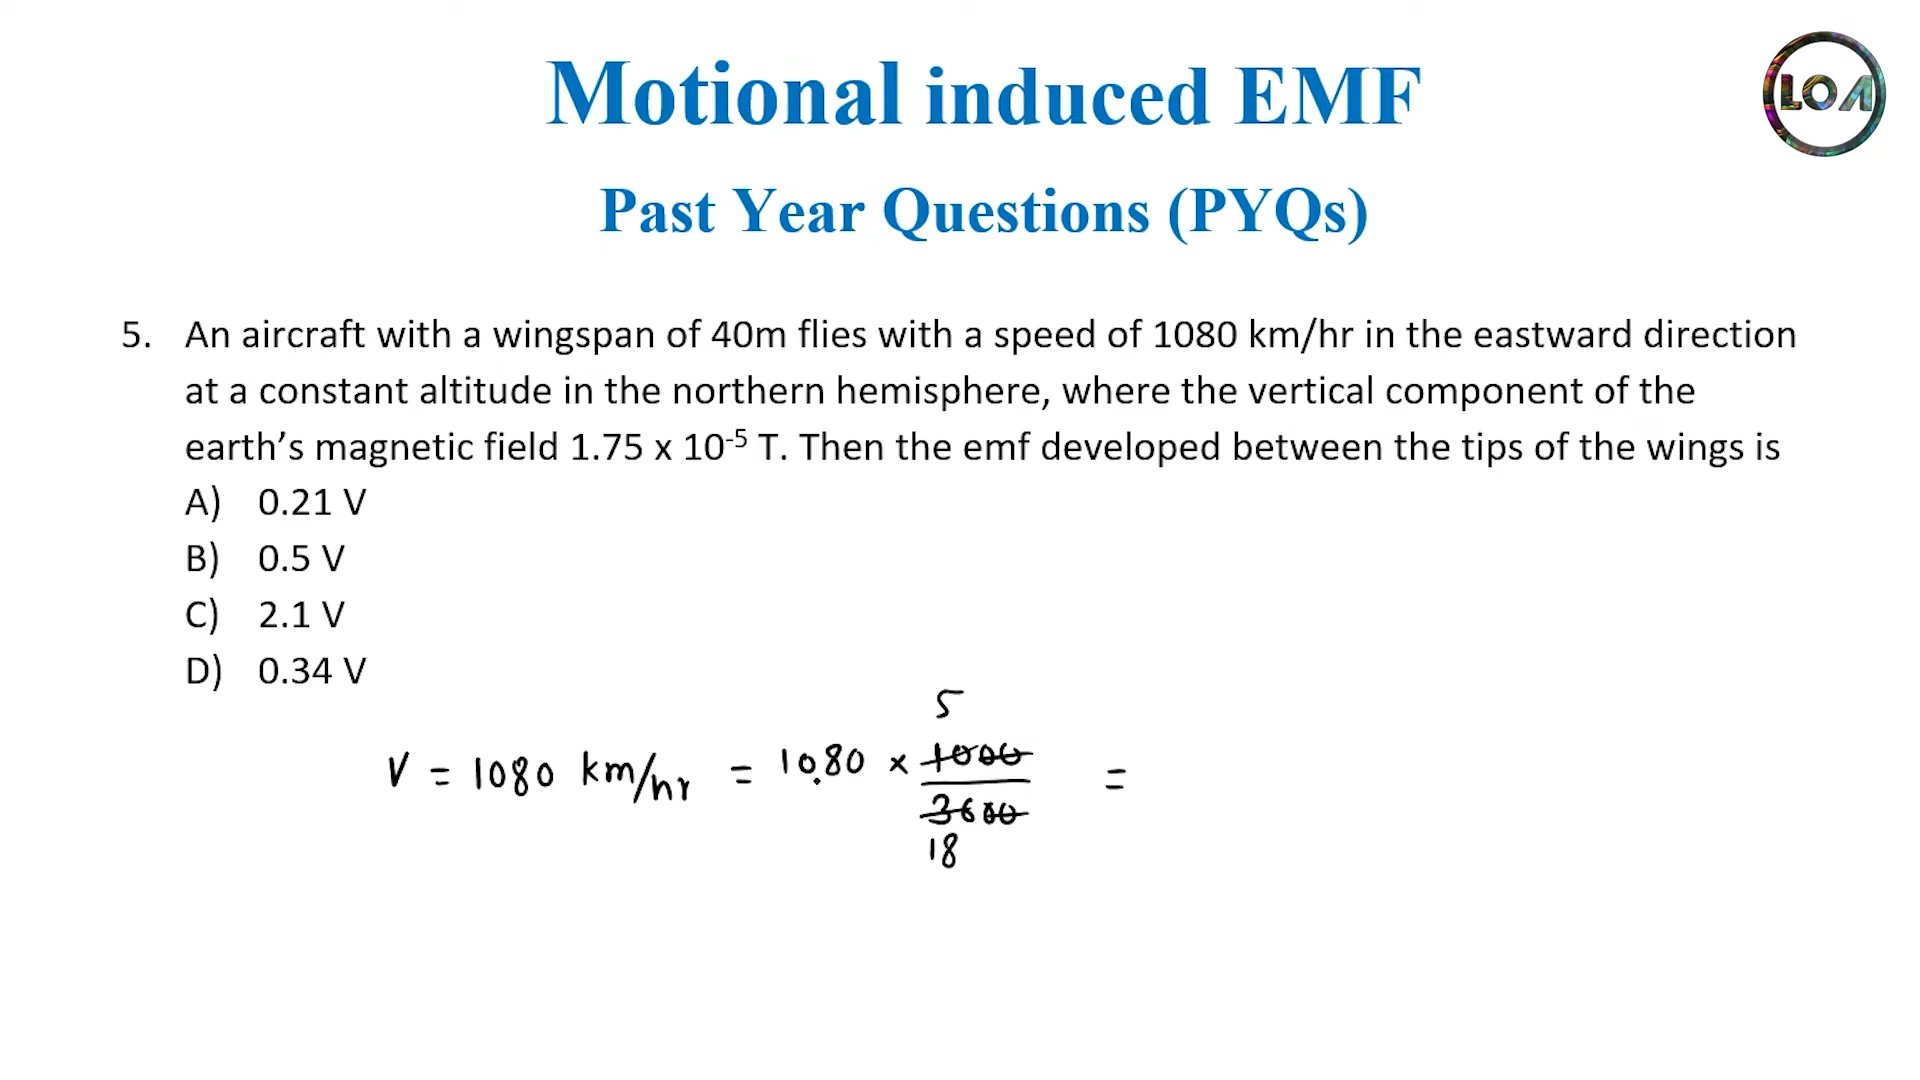 LOA
Motional induced EMF
Past Year Questions (PYQs)
5. An aircraft with a wingspan of 40m flies with a speed of 1080 km/hr in the eastward direction
at a constant altitude in the northern hemisphere, where the vertical component of the
earth's magnetic field 1.75 x 10⁻⁵ T. Then the emf developed between the tips of the wings is
A) 0.21 V
B) 0.5 V
C) 2.1 V
D) 0.34 V
5
V = 1080 km/hr = 1080 × 1000 =
3600
18